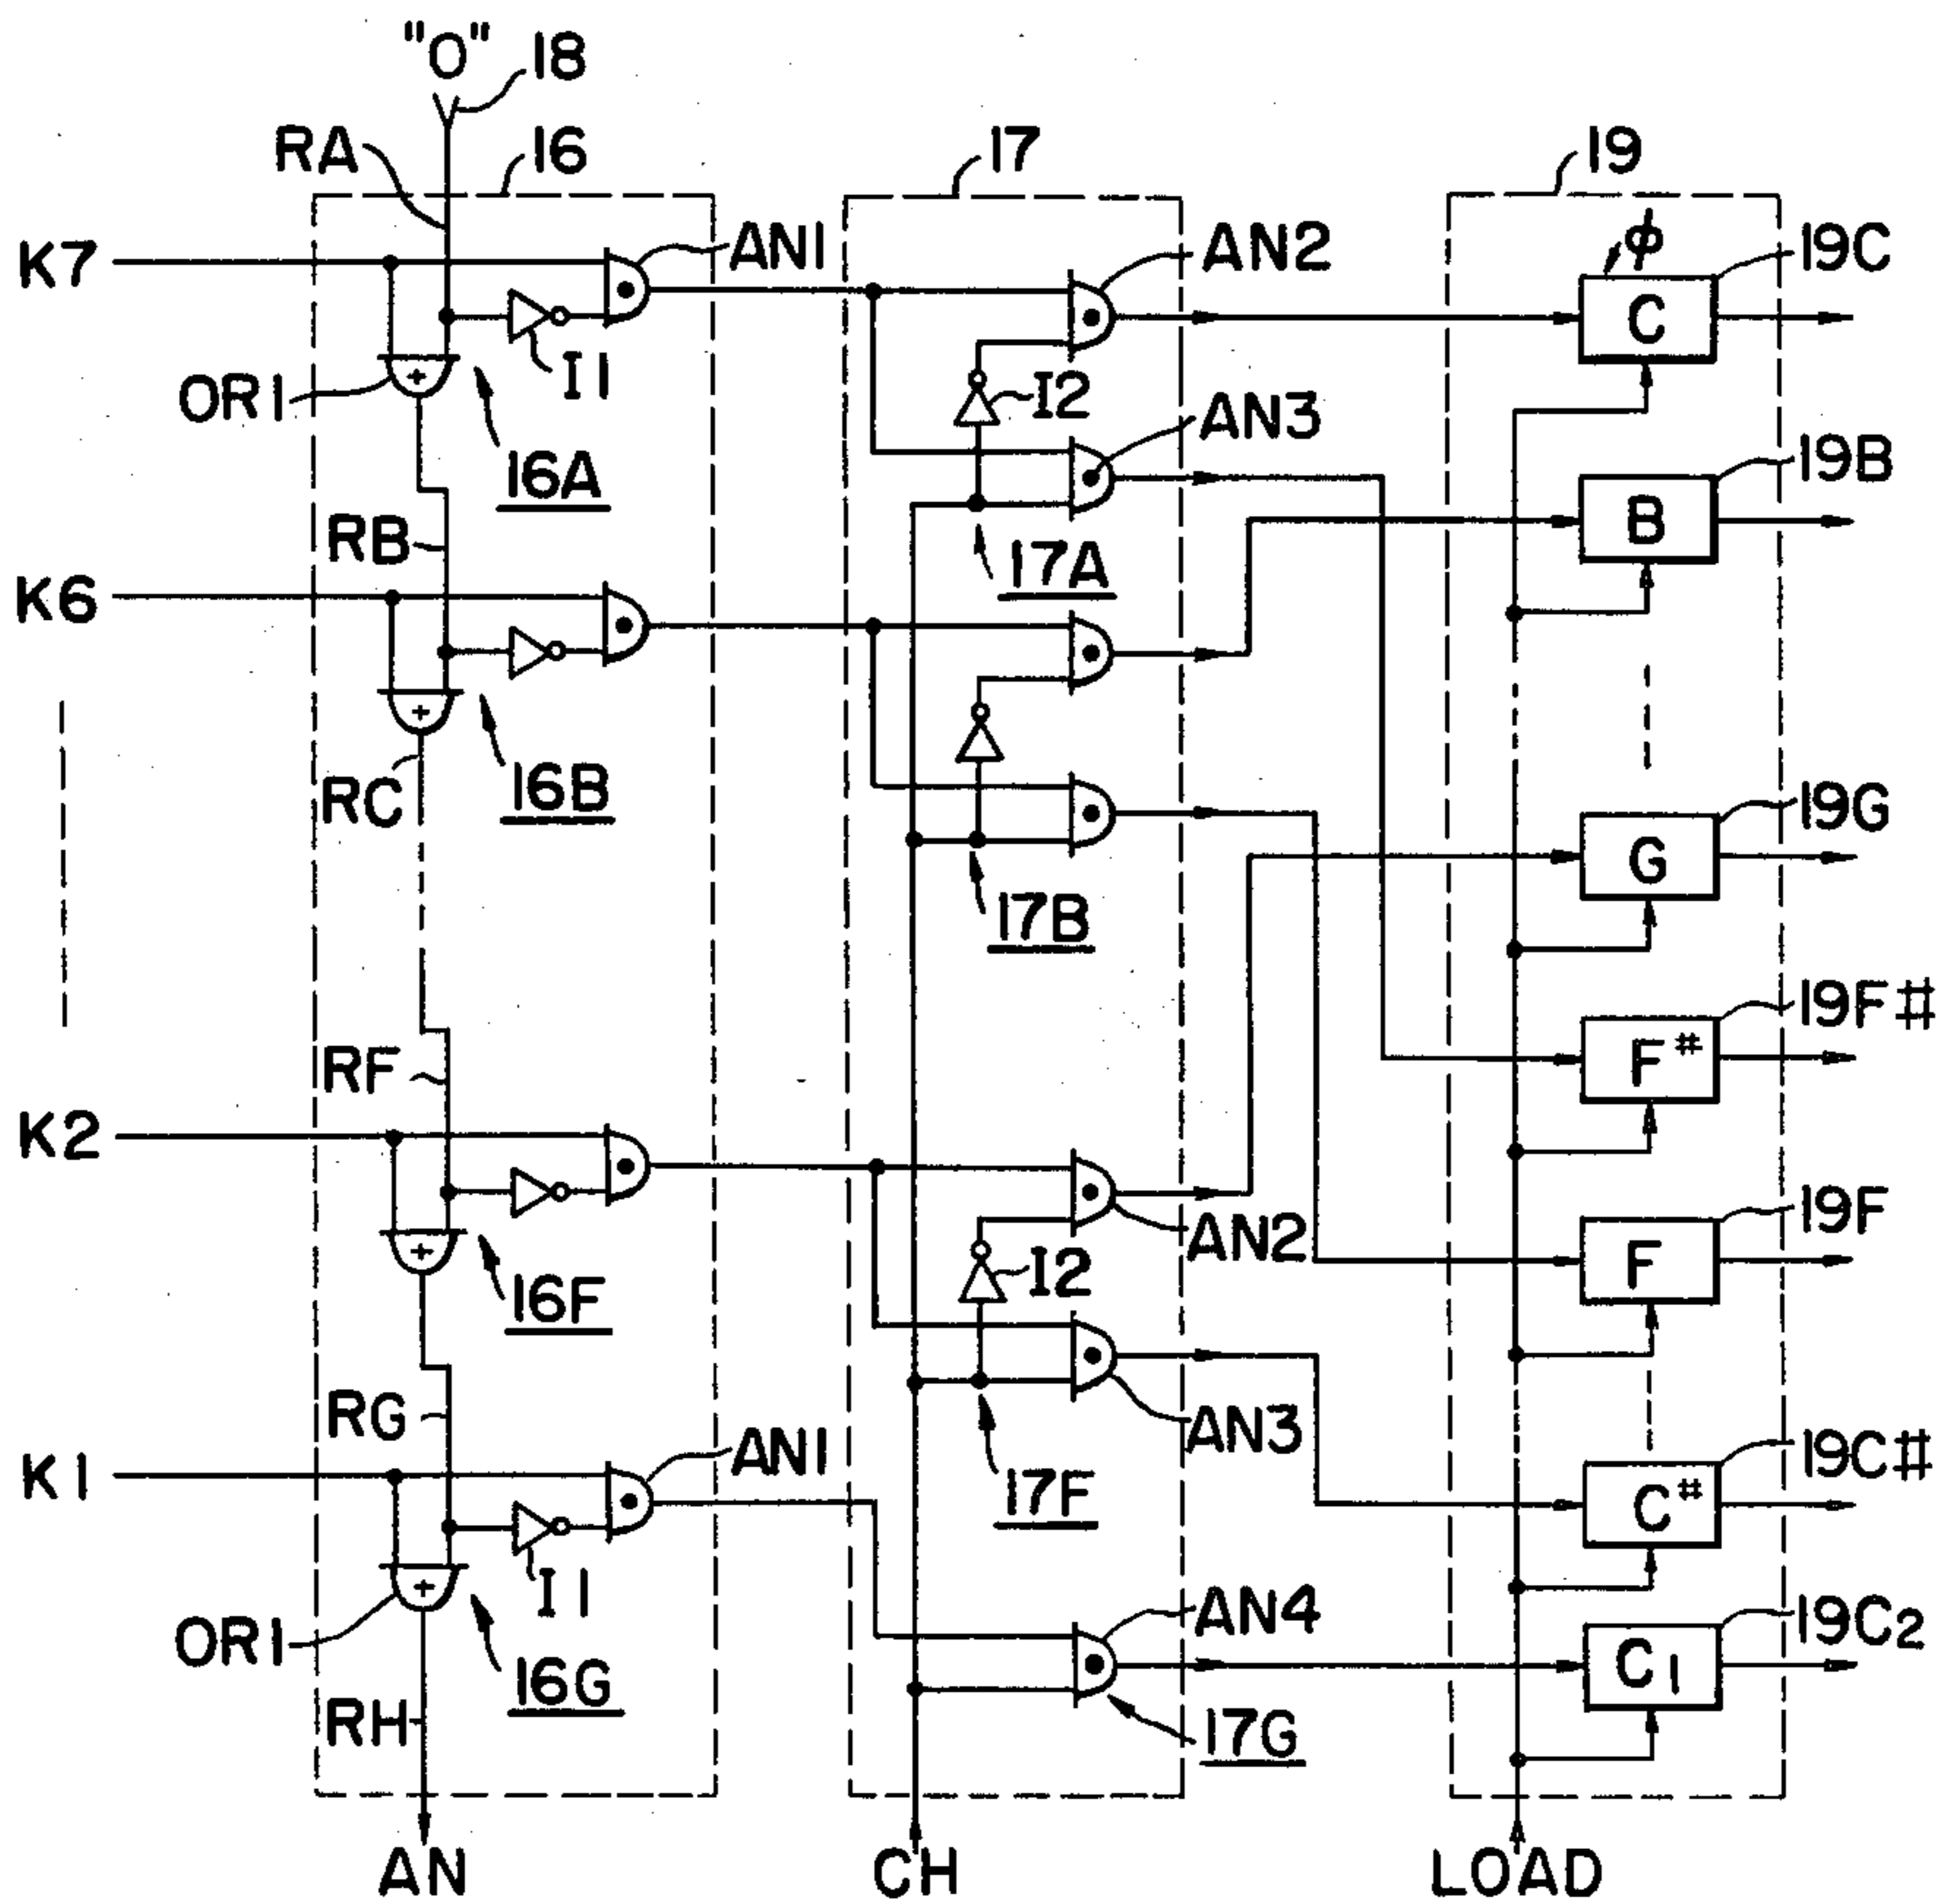 "O" 18
RA 16 17 19
K7 AN1 AN2 φ 19C
C
OR1 I1 I2 AN3
16A 19B
RB 17A B
K6
RC 16B 19G
G
17B
19F#
RF F#
K2
AN2 19F
16F I2 F
RG AN3
K1 AN1 17F 19C#
C#
OR1 I1 AN4 19C2
16G C1
RH 17G
AN CH LOAD